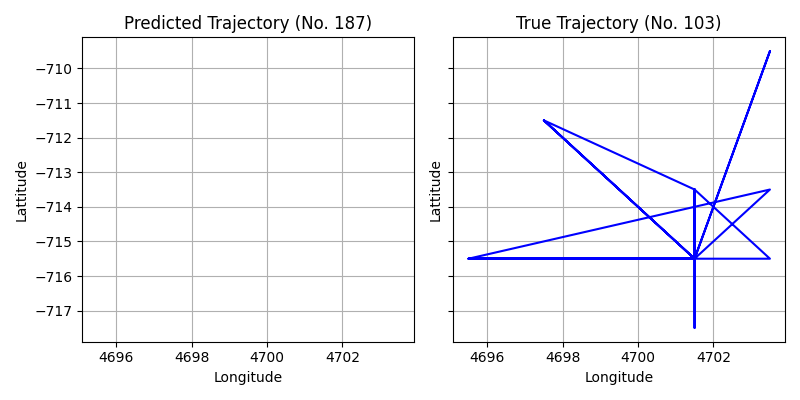 Predicted Trajectory (No. 187)
−710
−711
−712
−713
−714
−715
−716
−717
Lattitude
4696 4698 4700 4702
Longitude
True Trajectory (No. 103)
Lattitude
4696 4698 4700 4702
Longitude